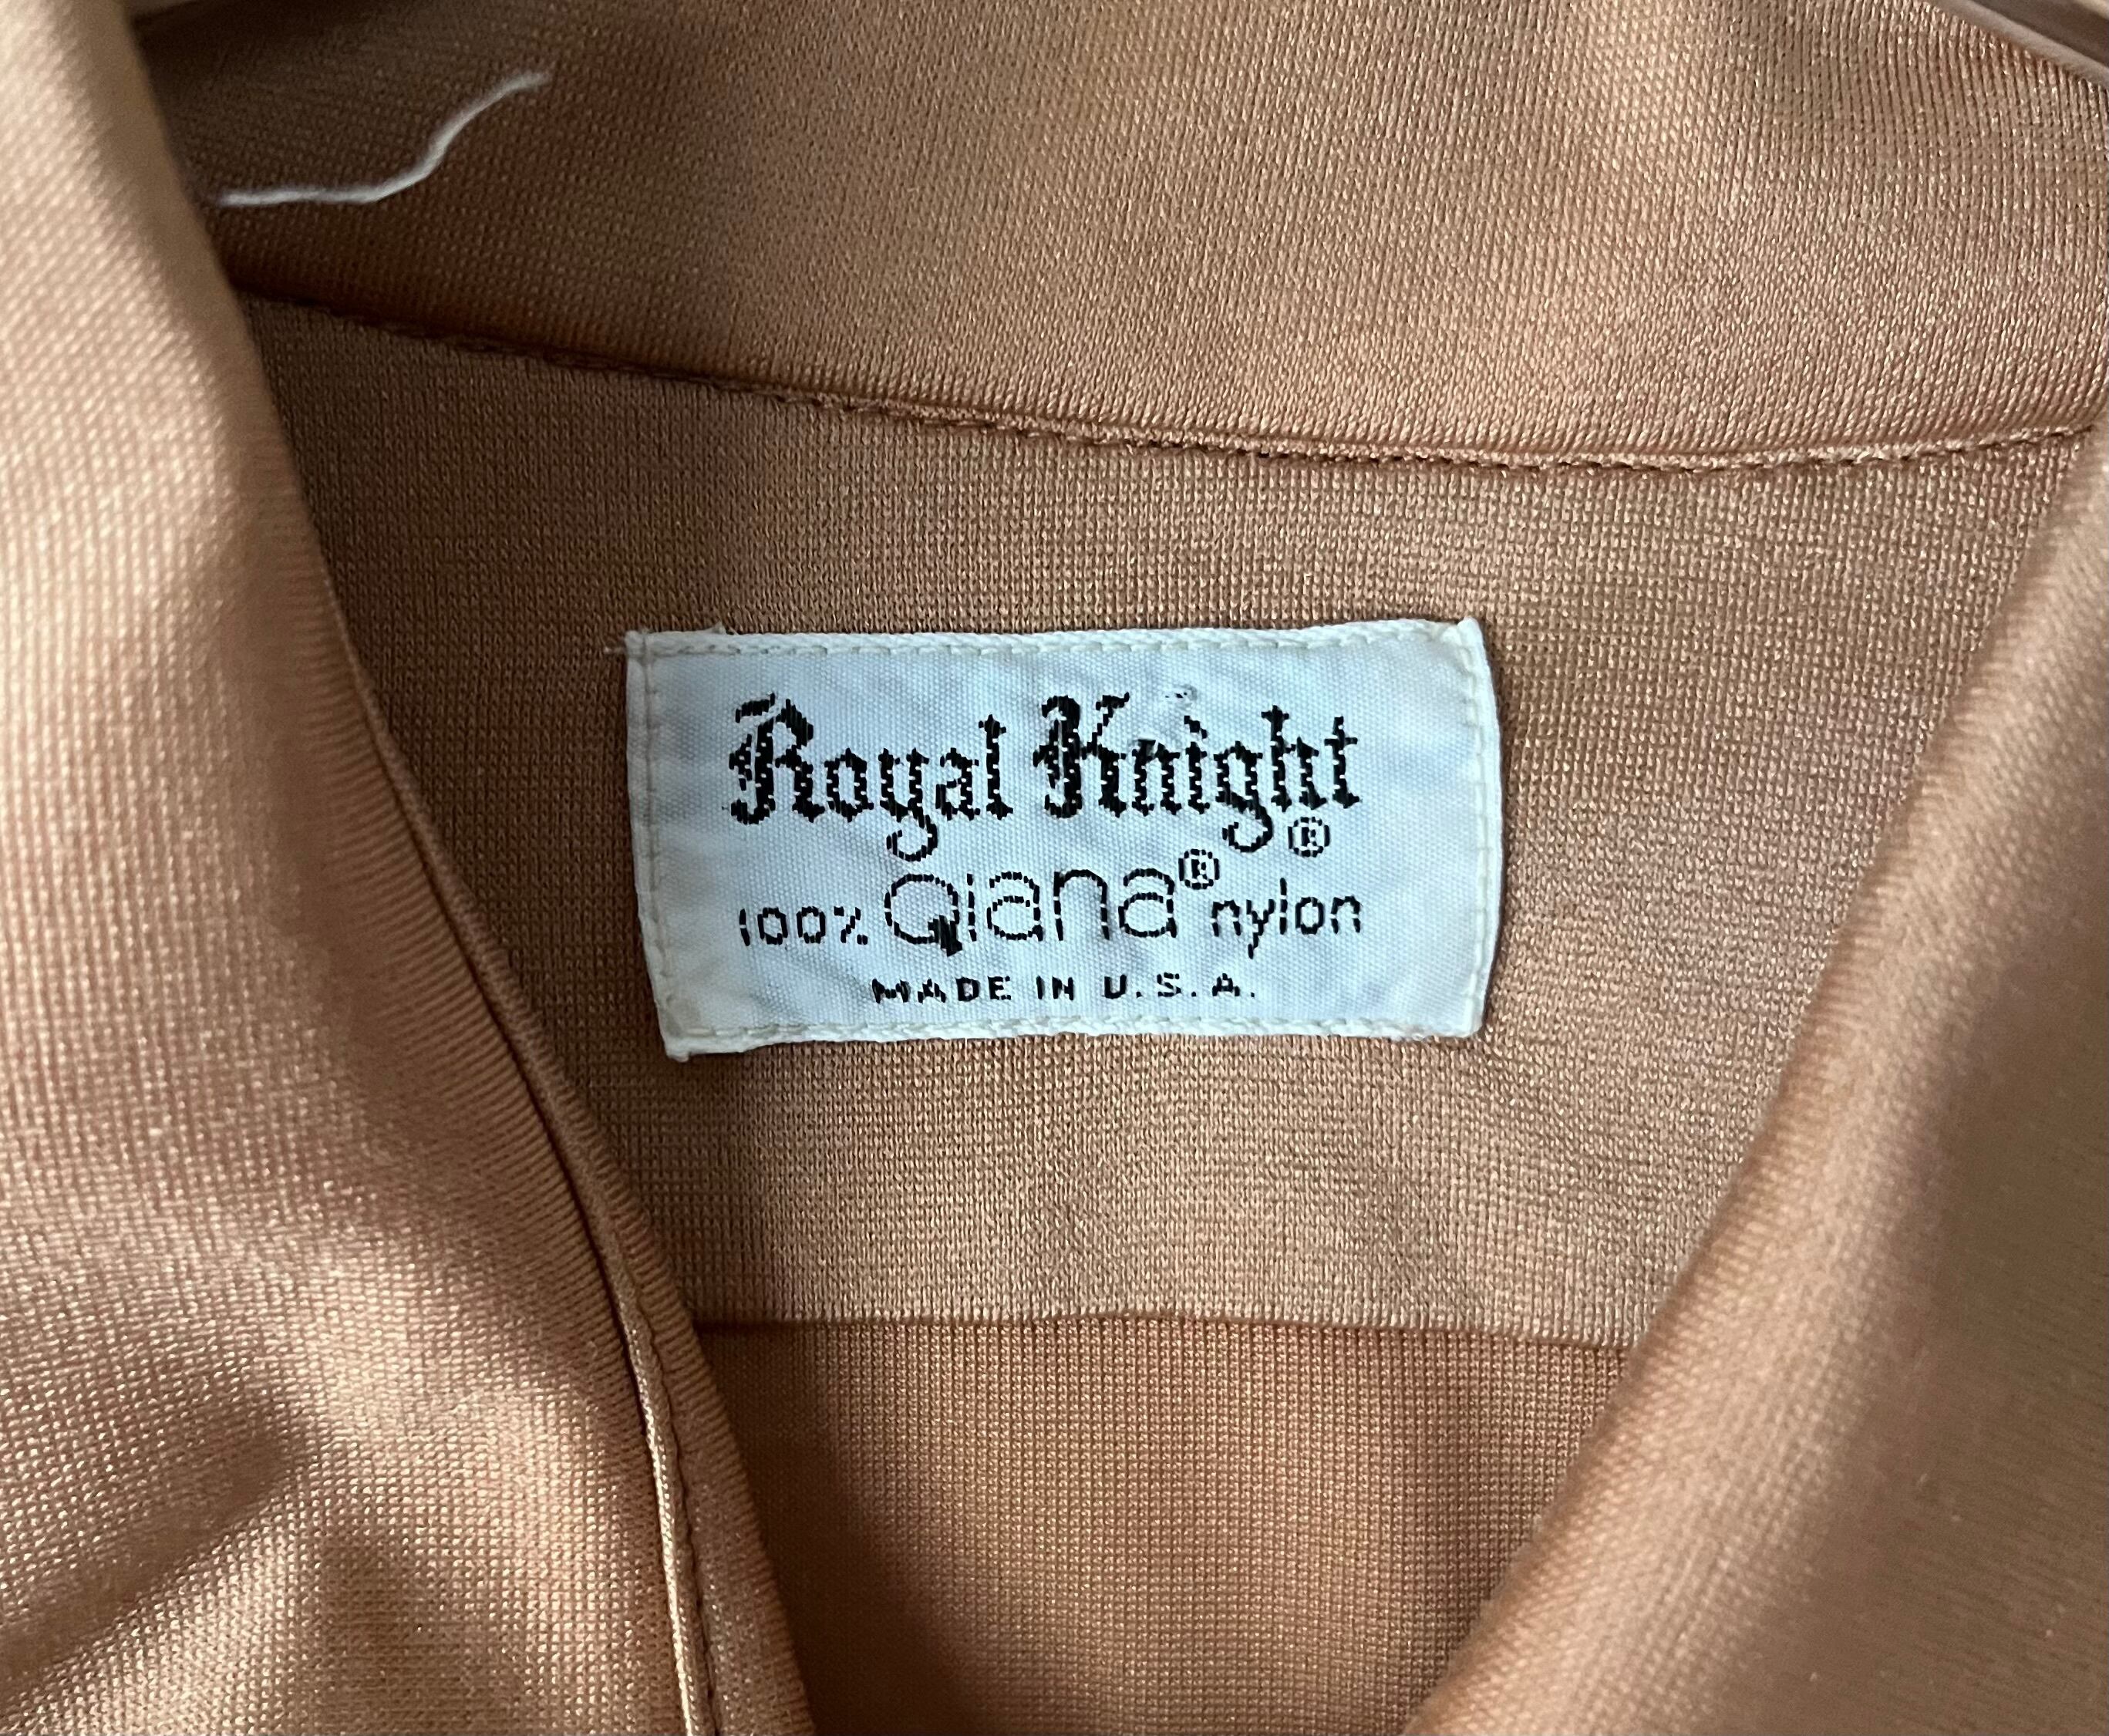 Royal Knight®
100% Qiana® nylon
MADE IN U.S.A.